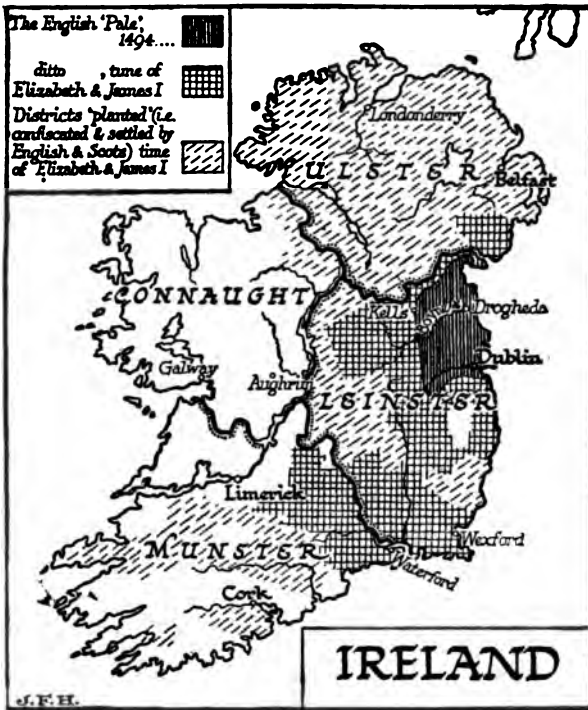 The English 'Pale',
1494....
ditto , time of
Elizabeth & James I
Districts 'planted' (i.e.
confiscated & settled by
English & Scots) time
of Elizabeth & James I
Londonderry
ULSTER
Belfast
CONNAUGHT
Kells
Drogheda
Galway
Dublin
Aughrim
LEINSTER
Limerick
Wexford
MUNSTER
Waterford
Cork
IRELAND
J.F.H.